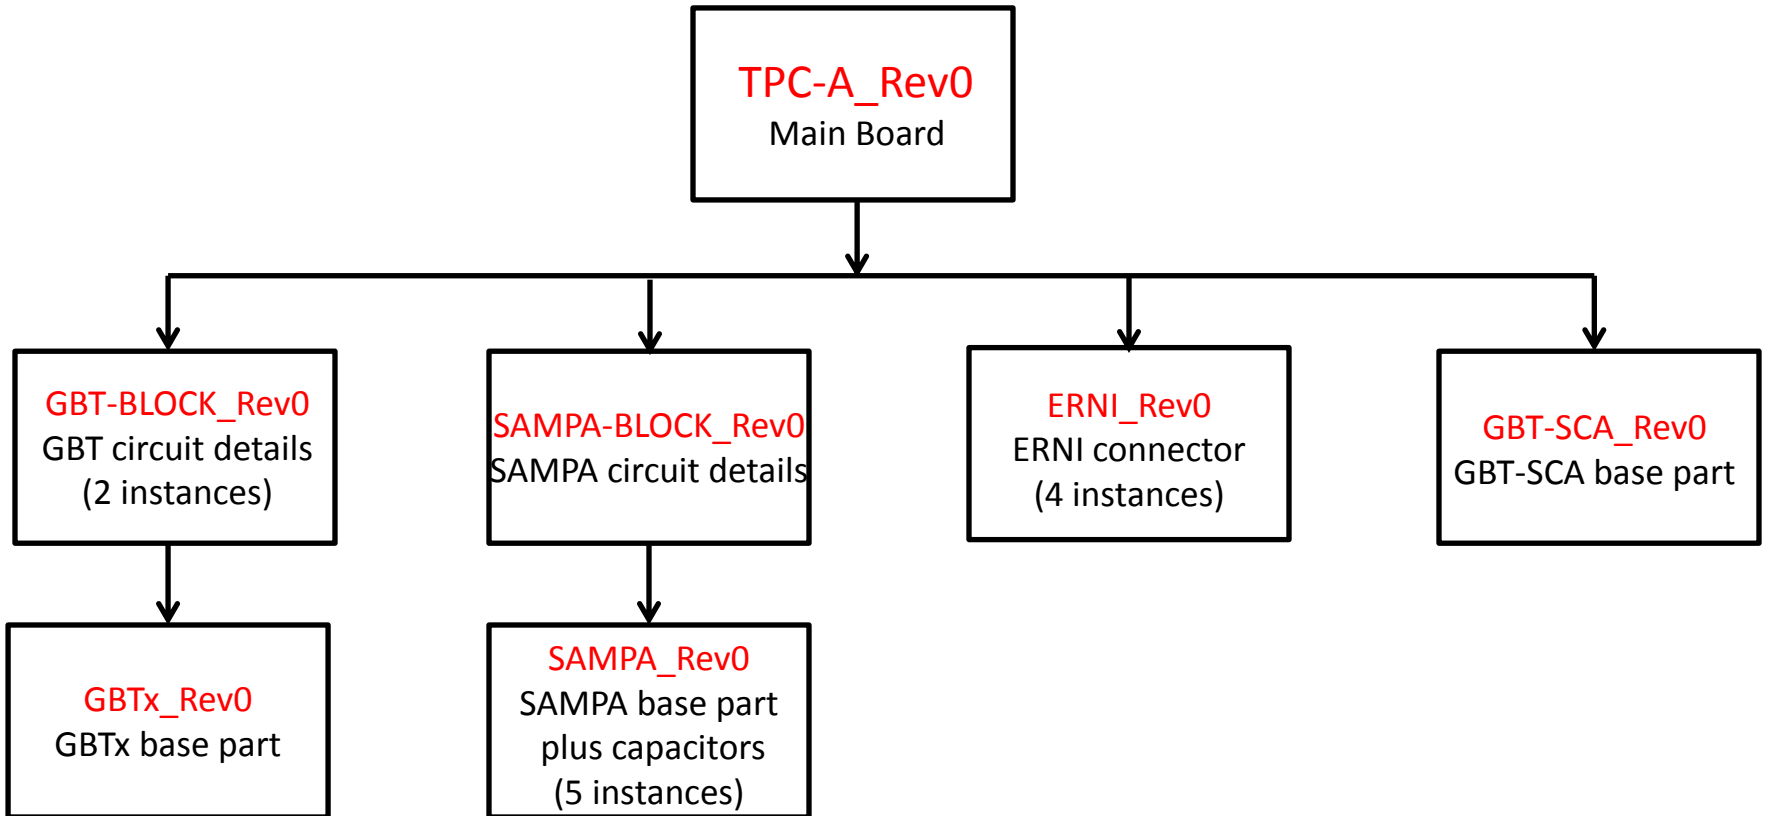 TPC-A_Rev0
Main Board
GBT-BLOCK_Rev0
GBT circuit details
(2 instances)
SAMPA-BLOCK_Rev0
SAMPA circuit details
ERNI_Rev0
ERNI connector
(4 instances)
GBT-SCA_Rev0
GBT-SCA base part
GBTx_Rev0
GBTx base part
SAMPA_Rev0
SAMPA base part
plus capacitors
(5 instances)